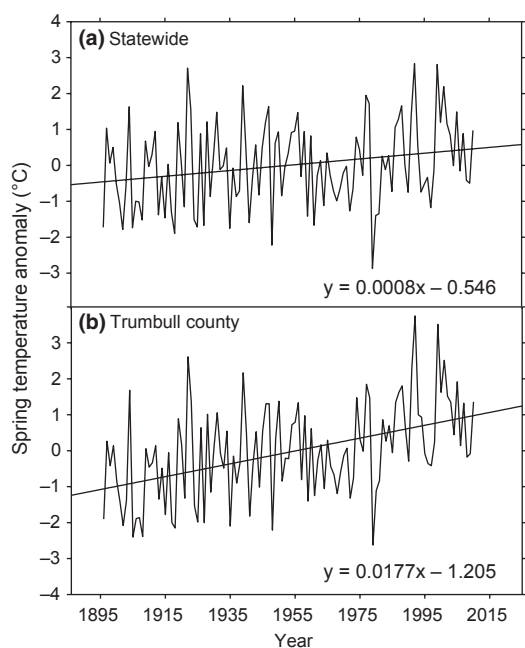 4
(a) Statewide
3
2
1
0
–1
–2
–3
y = 0.0008x – 0.546
Spring temperature anomaly (°C)
4
(b) Trumbull county
3
2
1
0
–1
–2
–3
y = 0.0177x – 1.205
–4
1895 1915 1935 1955 1975 1995 2015
Year